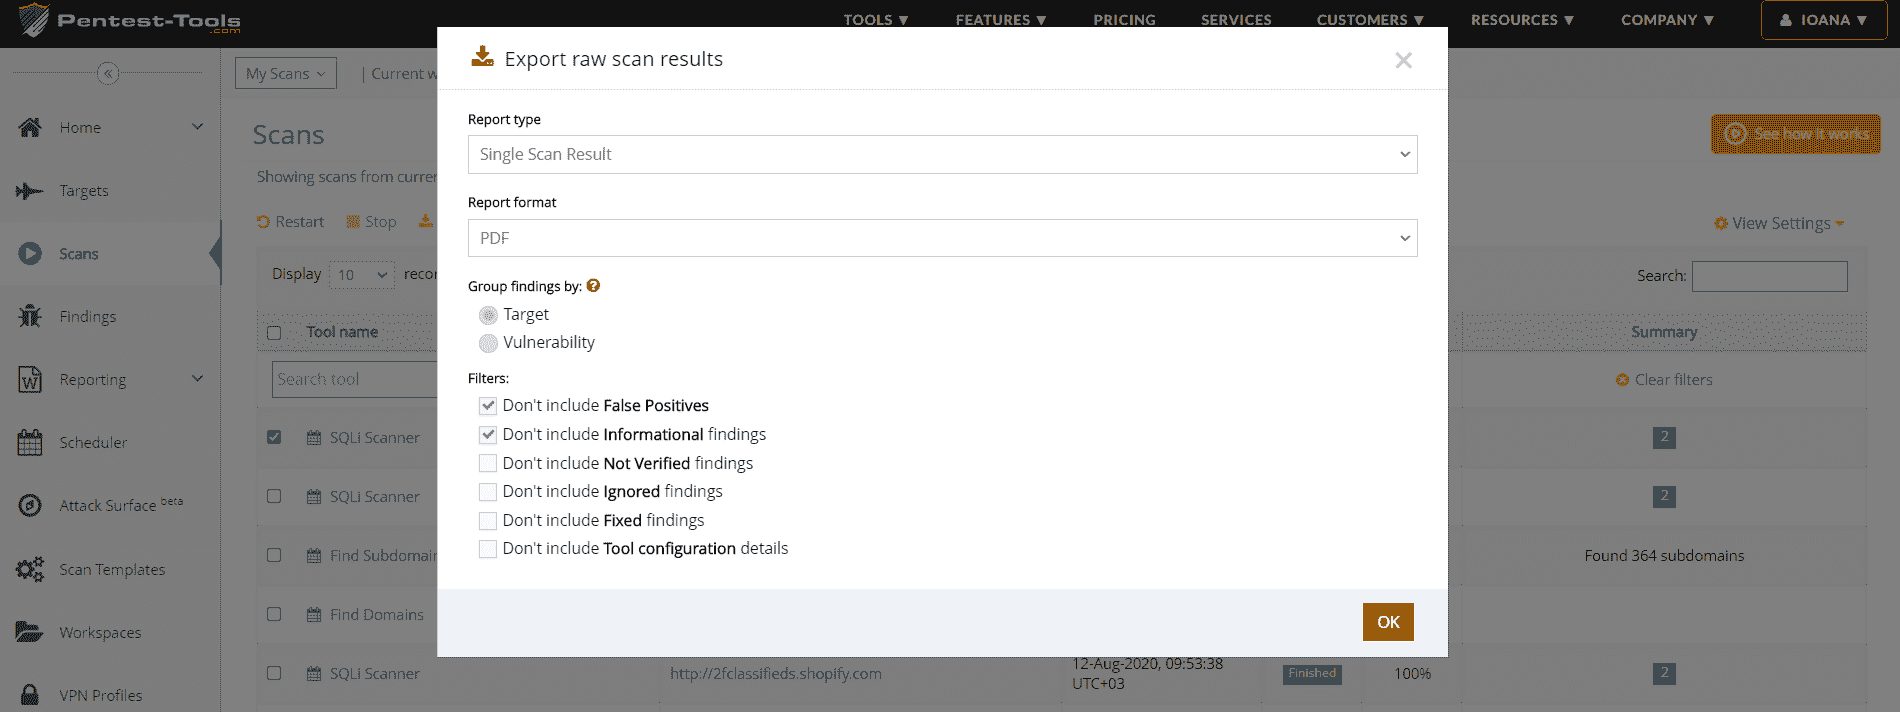 Pentest-Tools
.com
TOOLS ▼ FEATURES ▼ PRICING SERVICES CUSTOMERS ▼ RESOURCES ▼ COMPANY ▼ IOANA ▼
«
Home
Targets
Scans
Findings
Reporting
Scheduler
Attack Surface beta
Scan Templates
Workspaces
VPN Profiles
My Scans | Current w
Scans
See how it works
Showing scans from curre
Restart Stop
View Settings
Display 10 recor
Search:
Tool name Summary
Search tool Clear filters
SQLi Scanner 2
SQLi Scanner 2
Find Subdomai Found 364 subdomains
Find Domains
SQLi Scanner http://2fclassifieds.shopify.com 12-Aug-2020, 09:53:38 Finished 100% 2
UTC+03
Export raw scan results ×
Report type
Single Scan Result
Report format
PDF
Group findings by: ?
Target
Vulnerability
Filters:
Don't include False Positives
Don't include Informational findings
Don't include Not Verified findings
Don't include Ignored findings
Don't include Fixed findings
Don't include Tool configuration details
OK